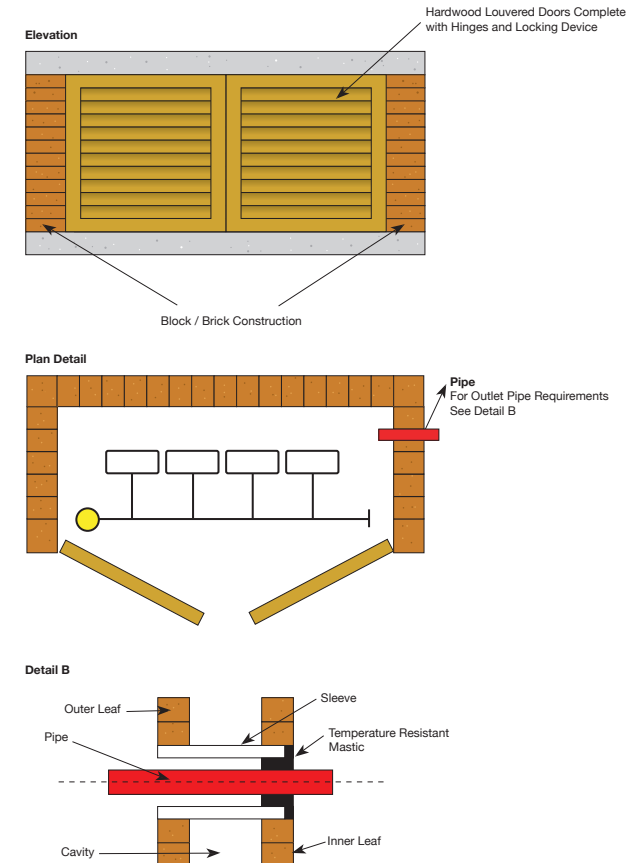 Hardwood Louvered Doors Complete
with Hinges and Locking Device
Elevation
Block / Brick Construction
Plan Detail
Pipe
For Outlet Pipe Requirements
See Detail B
Detail B
Sleeve
Outer Leaf
Temperature Resistant
Mastic
Pipe
Inner Leaf
Cavity